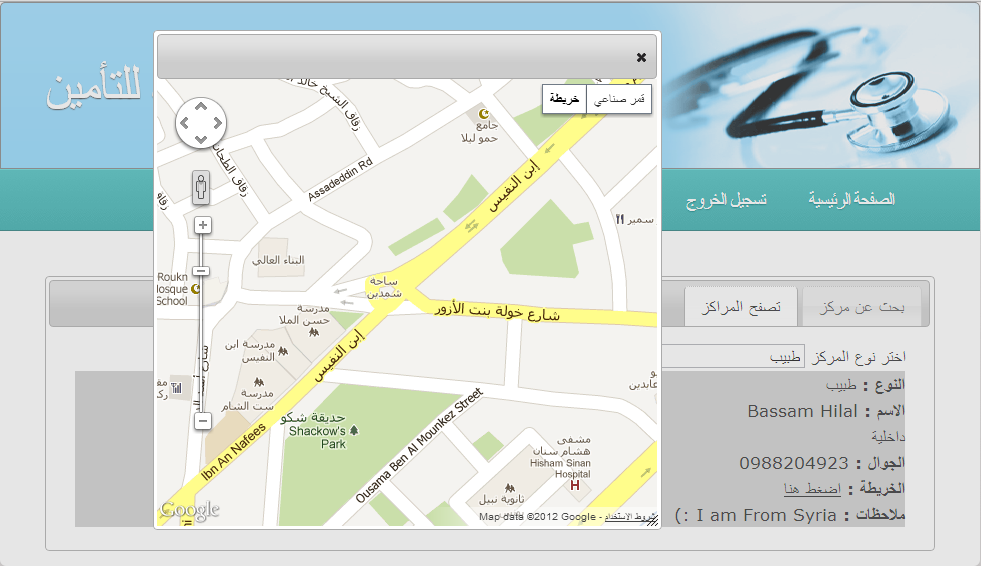 للتأمين
الصفحة الرئيسية
تسجيل الخروج
قمر صناعي
خريطة
زقاق الشيخ خالد
جامع
حمو ليلا
زقاق الطحان
Assadeddin Rd
إبن النفيس
سمير
البناء العالي
Roukn
Mosque
School
ساحة
شمدين
شارع خولة بنت الأزور
مدرسة
حسن الملا
مدرسة ابن
النفيس
إبن النفيس
عابدين
مدرسة
ست الشام
حديقة شكو
Shackow's
Park
Ibn An Nafees
Ousama Ben Al Mounkez Street
مشفى
هشام سنان
Hisham Sinan
Hospital
H
ثانوية نبيل
Google
Map data ©2012 Google - شروط الاستخدام
بحث عن مركز
تصفح المراكز
اختر نوع المركز
طبيب
النوع : طبيب
الاسم : Bassam Hilal
داخلية
الجوال : 0988204923
الخريطة : اضغط هنا
ملاحظات : I am From Syria :)